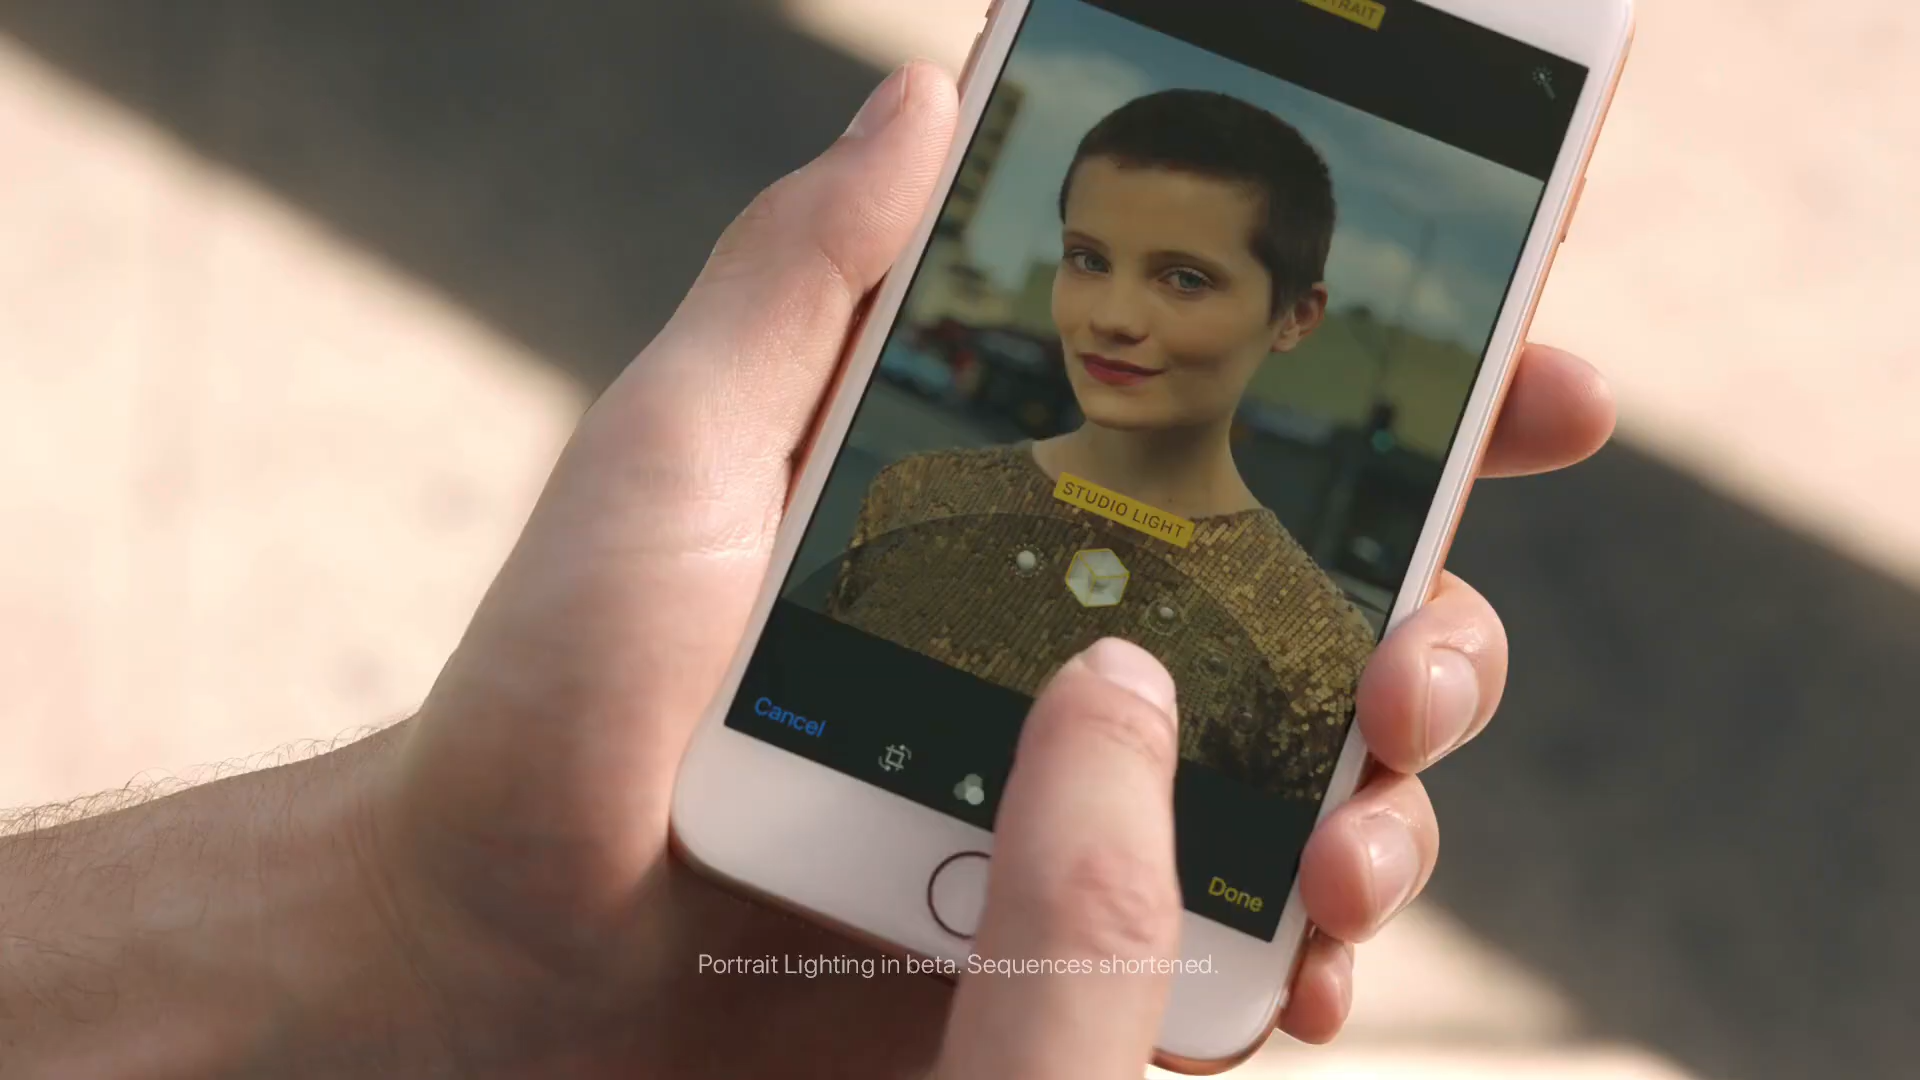 STUDIO LIGHT
Cancel
Done
Portrait Lighting in beta. Sequences shortened.